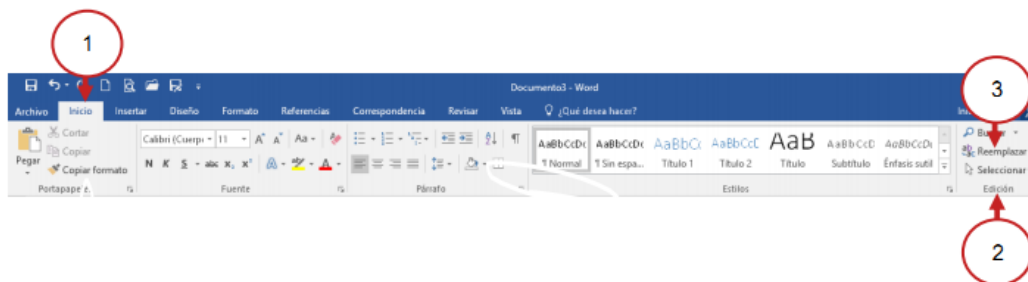 1
Documento3 - Word
3
Archivo Inicio Insertar Diseño Formato Referencias Correspondencia Revisar Vista ¿Qué desea hacer?
Cortar
Copiar
Copiar formato
Pegar
Calibri (Cuerpo 11 Aa
N K S abc x₂ x² A
AaBbCcDc AaBbCcDc AaBbCc AaBbCcC AaB AaBbCcC AaBbCcDc
¶ Normal ¶ Sin espa... Título 1 Título 2 Título Subtítulo Énfasis sutil
Reemplazar
Seleccionar
Fuente Párrafo Estilos Edición
2